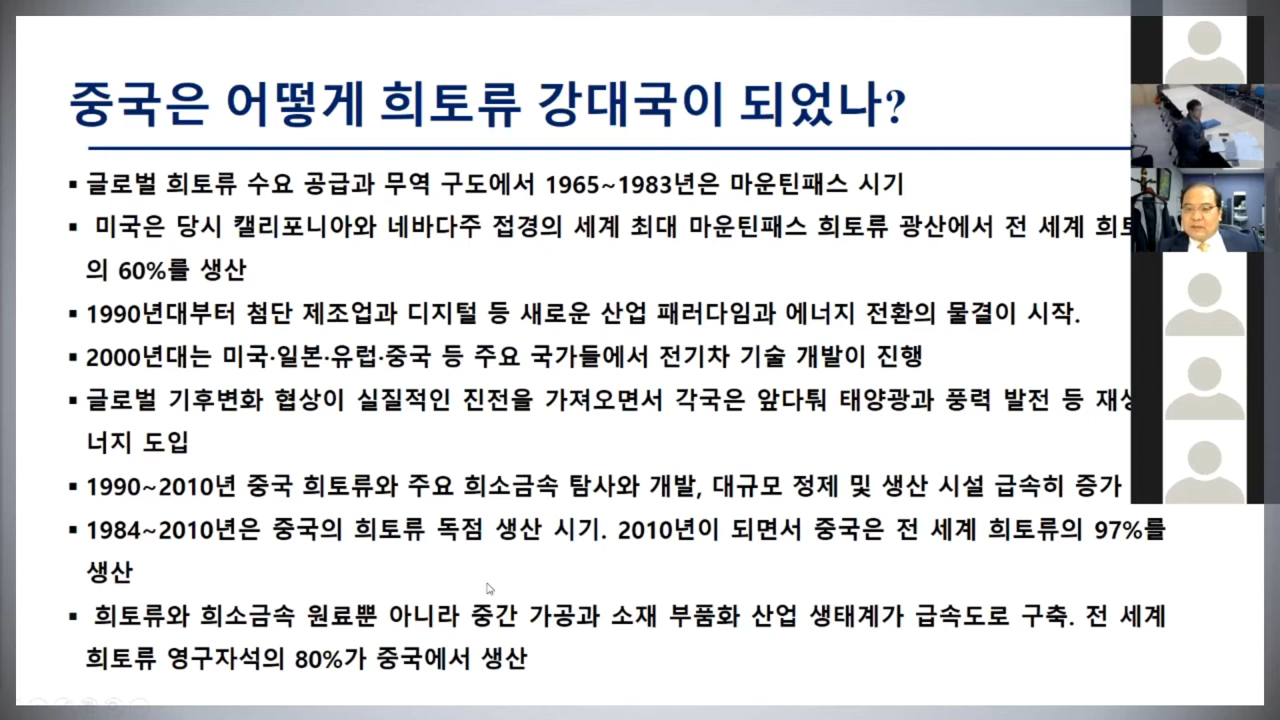 중국은 어떻게 희토류 강대국이 되었나?
▪ 글로벌 희토류 수요 공급과 무역 구도에서 1965~1983년은 마운틴패스 시기
▪ 미국은 당시 캘리포니아와 네바다주 접경의 세계 최대 마운틴패스 희토류 광산에서 전 세계
의 60%를 생산
▪ 1990년대부터 첨단 제조업과 디지털 등 새로운 산업 패러다임과 에너지 전환의 물결이 시작.
▪ 2000년대는 미국·일본·유럽·중국 등 주요 국가들에서 전기차 기술 개발이 진행
▪ 글로벌 기후변화 협상이 실질적인 진전을 가져오면서 각국은 앞다퉈 태양광과 풍력 발전 등
너지 도입
▪ 1990~2010년 중국 희토류와 주요 희소금속 탐사와 개발, 대규모 정제 및 생산 시설 급속히 증가
▪ 1984~2010년은 중국의 희토류 독점 생산 시기. 2010년이 되면서 중국은 전 세계 희토류의 97%를
생산
▪ 희토류와 희소금속 원료뿐 아니라 중간 가공과 소재 부품화 산업 생태계가 급속도로 구축. 전 세계
희토류 영구자석의 80%가 중국에서 생산